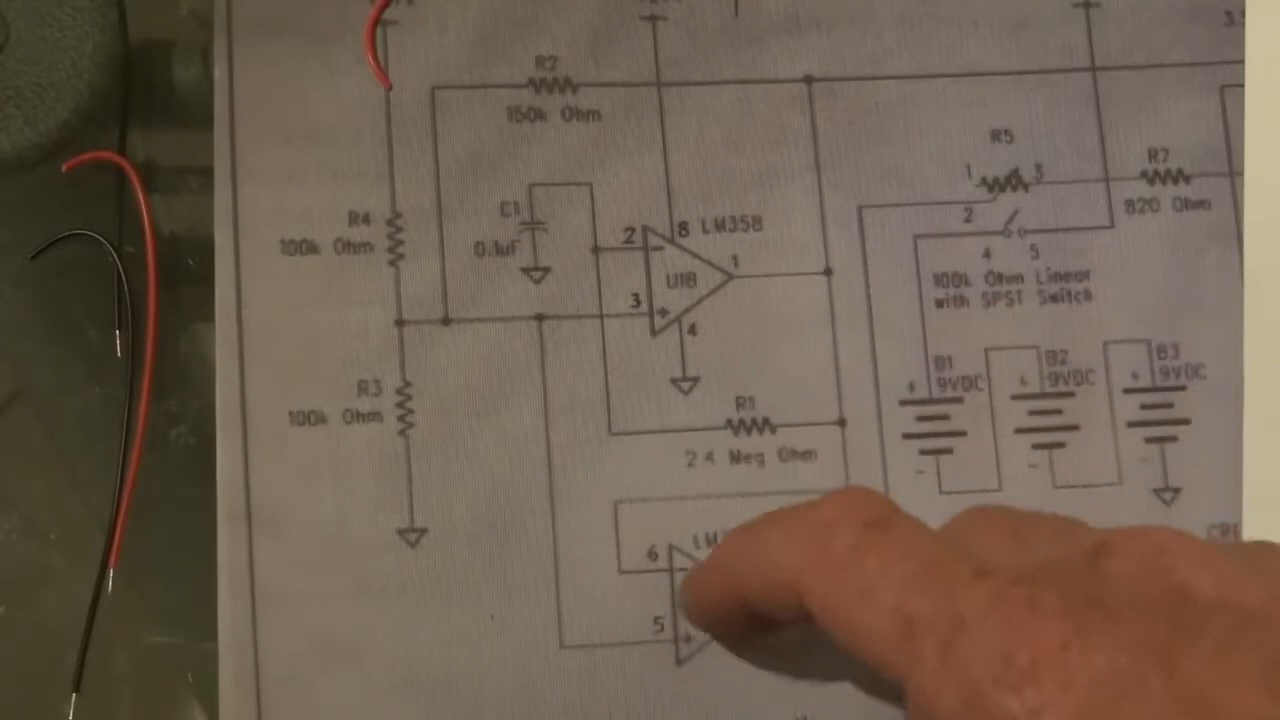 R2
150k Ohm
R4
100k Ohm
C1
0.1uF
2
8
LM358
U1B
1
3
4
R3
100k Ohm
R1
2.4 Meg Ohm
6
LM
5
R5
1
3
2
4
5
100k Ohm Linear
with SPST Switch
R7
820 Ohm
B1
9VDC
B2
9VDC
B3
9VDC
CR1